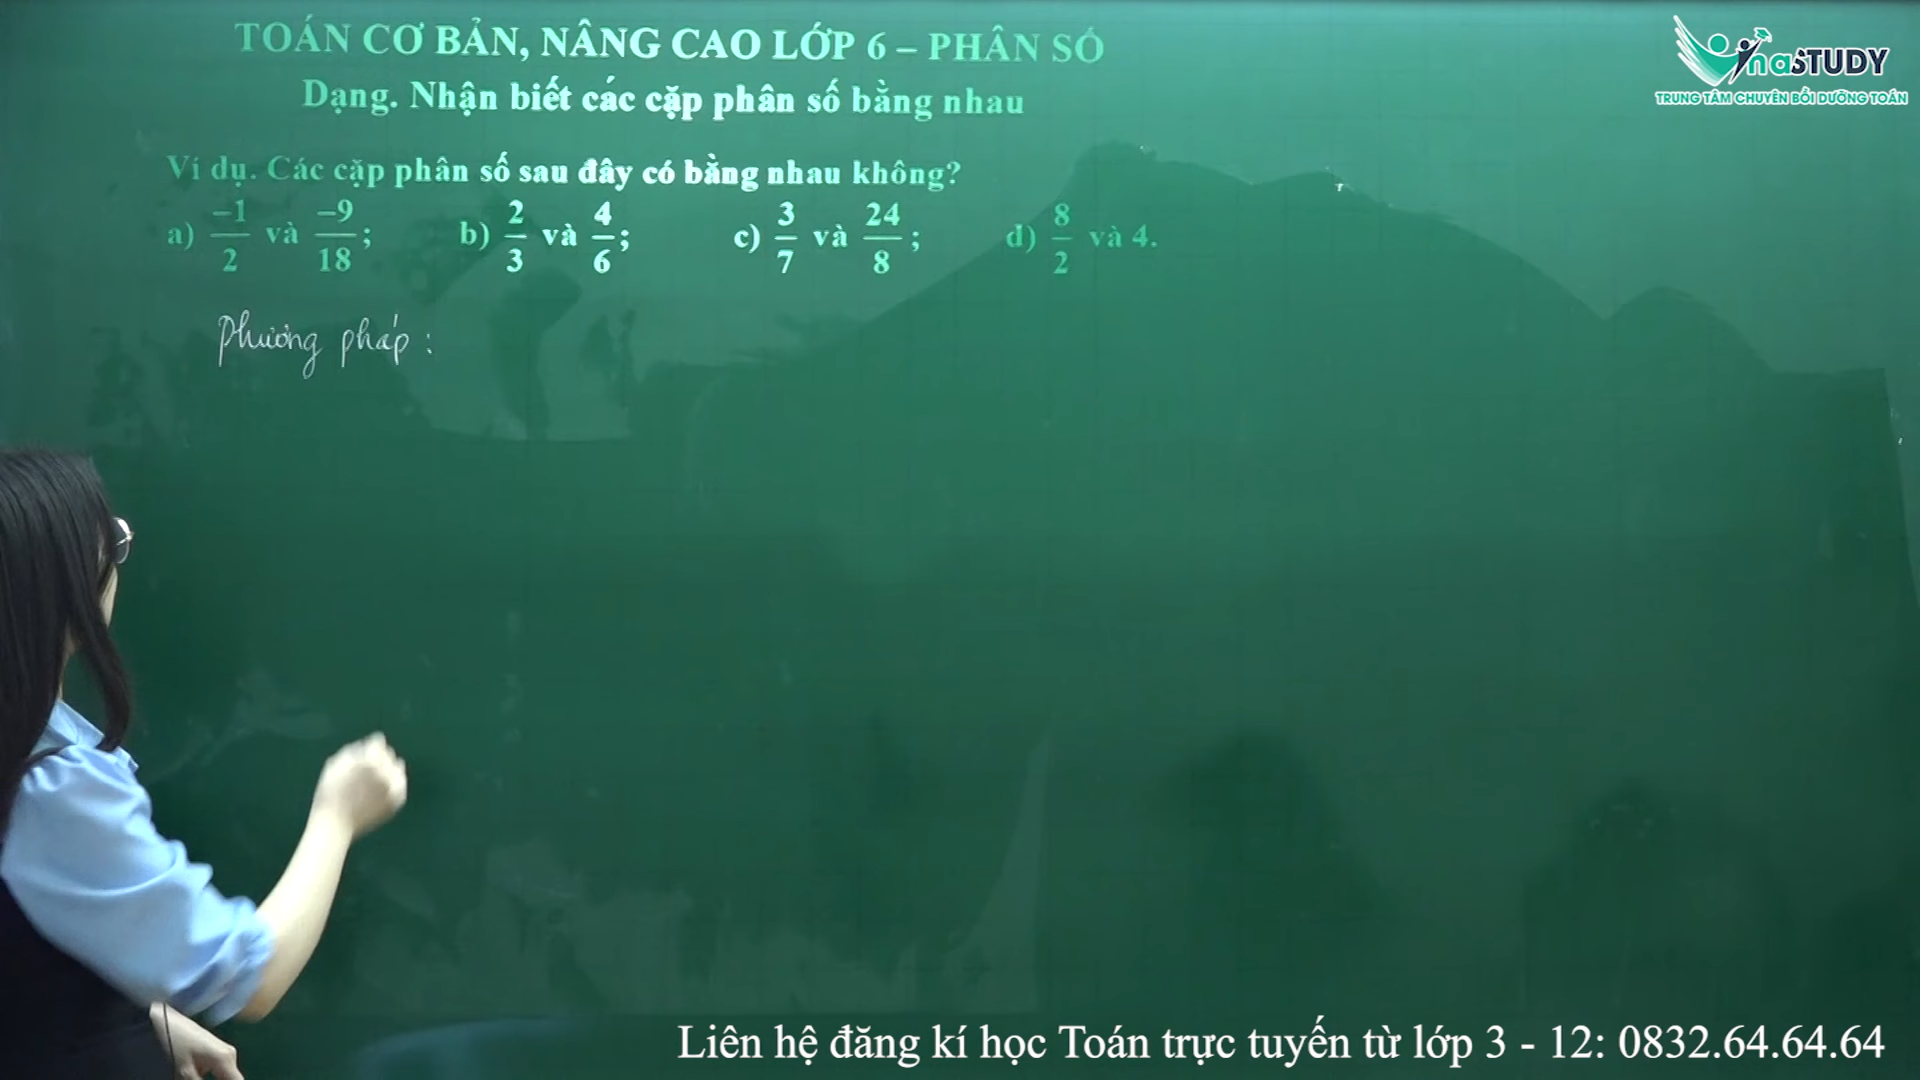 TOÁN CƠ BẢN, NÂNG CAO LỚP 6 – PHÂN SỐ
VinaSTUDY
TRUNG TÂM CHUYÊN BỒI DƯỠNG TOÁN
Dạng. Nhận biết các cặp phân số bằng nhau
Ví dụ. Các cặp phân số sau đây có bằng nhau không?
a) -1/2 và -9/18; b) 2/3 và 4/6; c) 3/7 và 24/8; d) 8/2 và 4.
Phương pháp:
Liên hệ đăng kí học Toán trực tuyến từ lớp 3 - 12: 0832.64.64.64